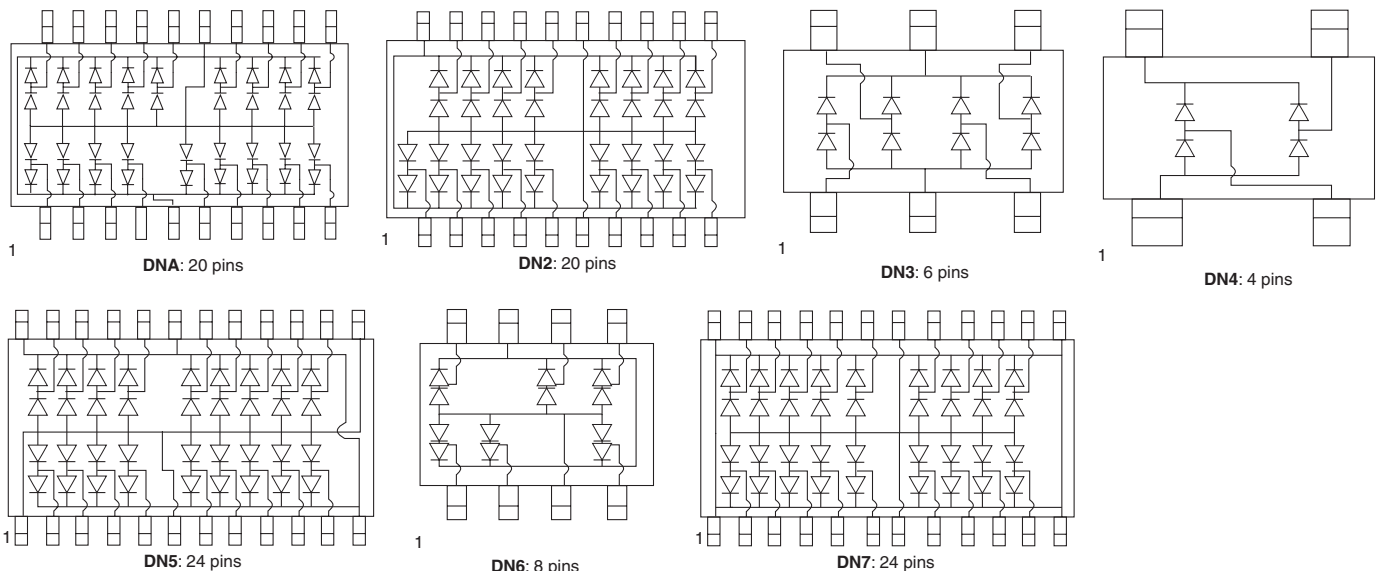 1
DNA: 20 pins
1
DN2: 20 pins
1
DN3: 6 pins
1
DN4: 4 pins
1
DN5: 24 pins
1
DN6: 8 pins
1
DN7: 24 pins